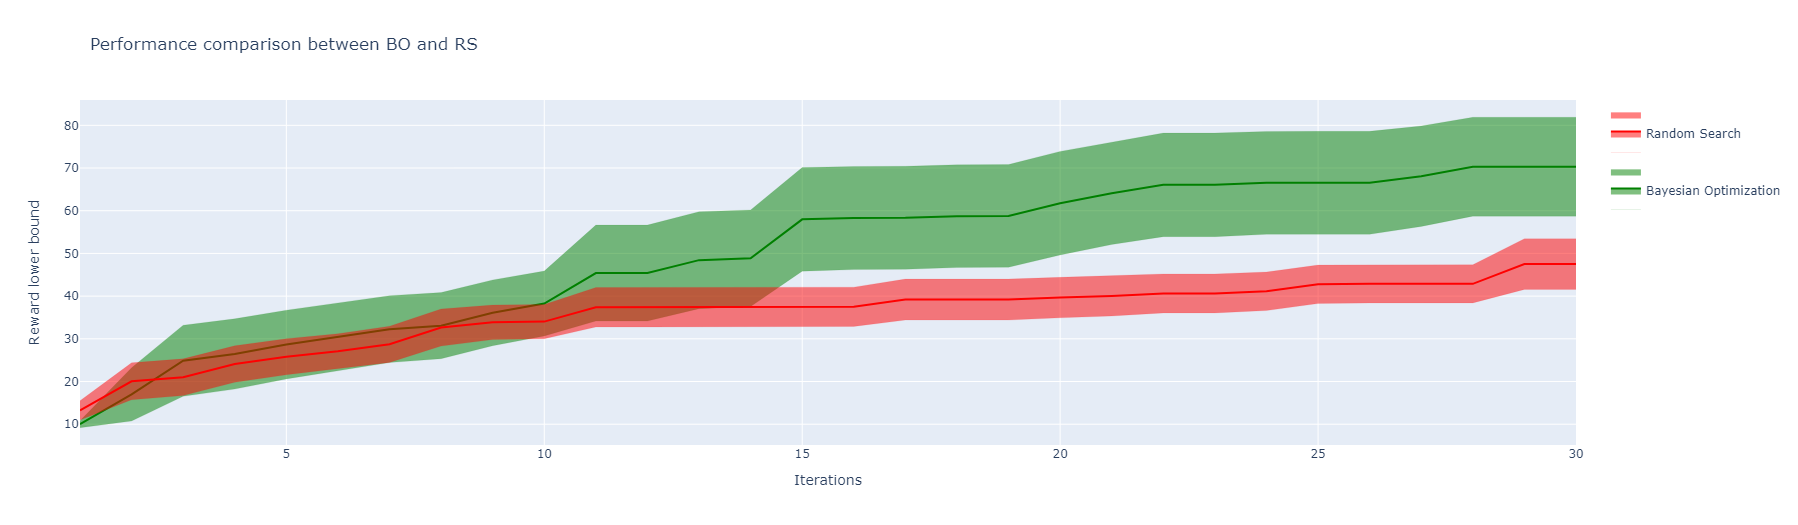 Performance comparison between BO and RS
Reward lower bound
80
70
60
50
40
30
20
10
5
10
15
20
25
30
Iterations
Random Search
Bayesian Optimization